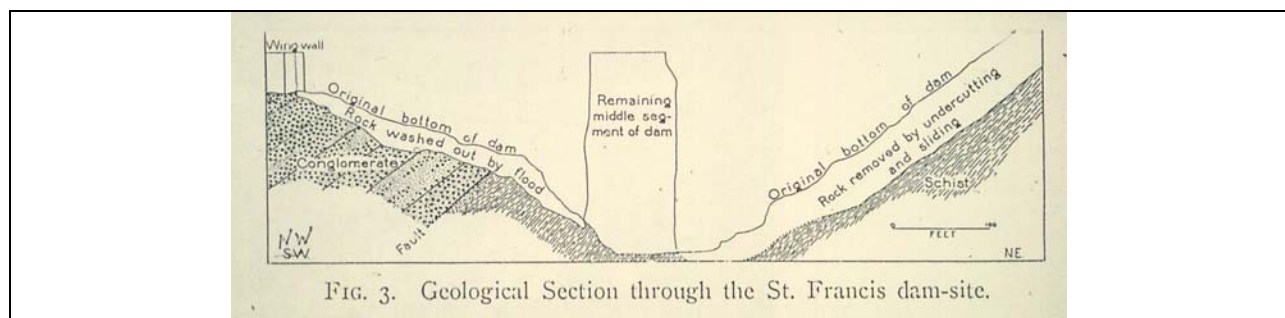 Wing wall
Original bottom of dam
Rock washed out by flood
Conglomerate
Fault
NW
S.W.
Remaining
middle seg-
ment of dam
Original bottom of dam
Rock removed by undercutting
and sliding
Schist
FEET
N.E.
FIG. 3. Geological Section through the St. Francis dam-site.